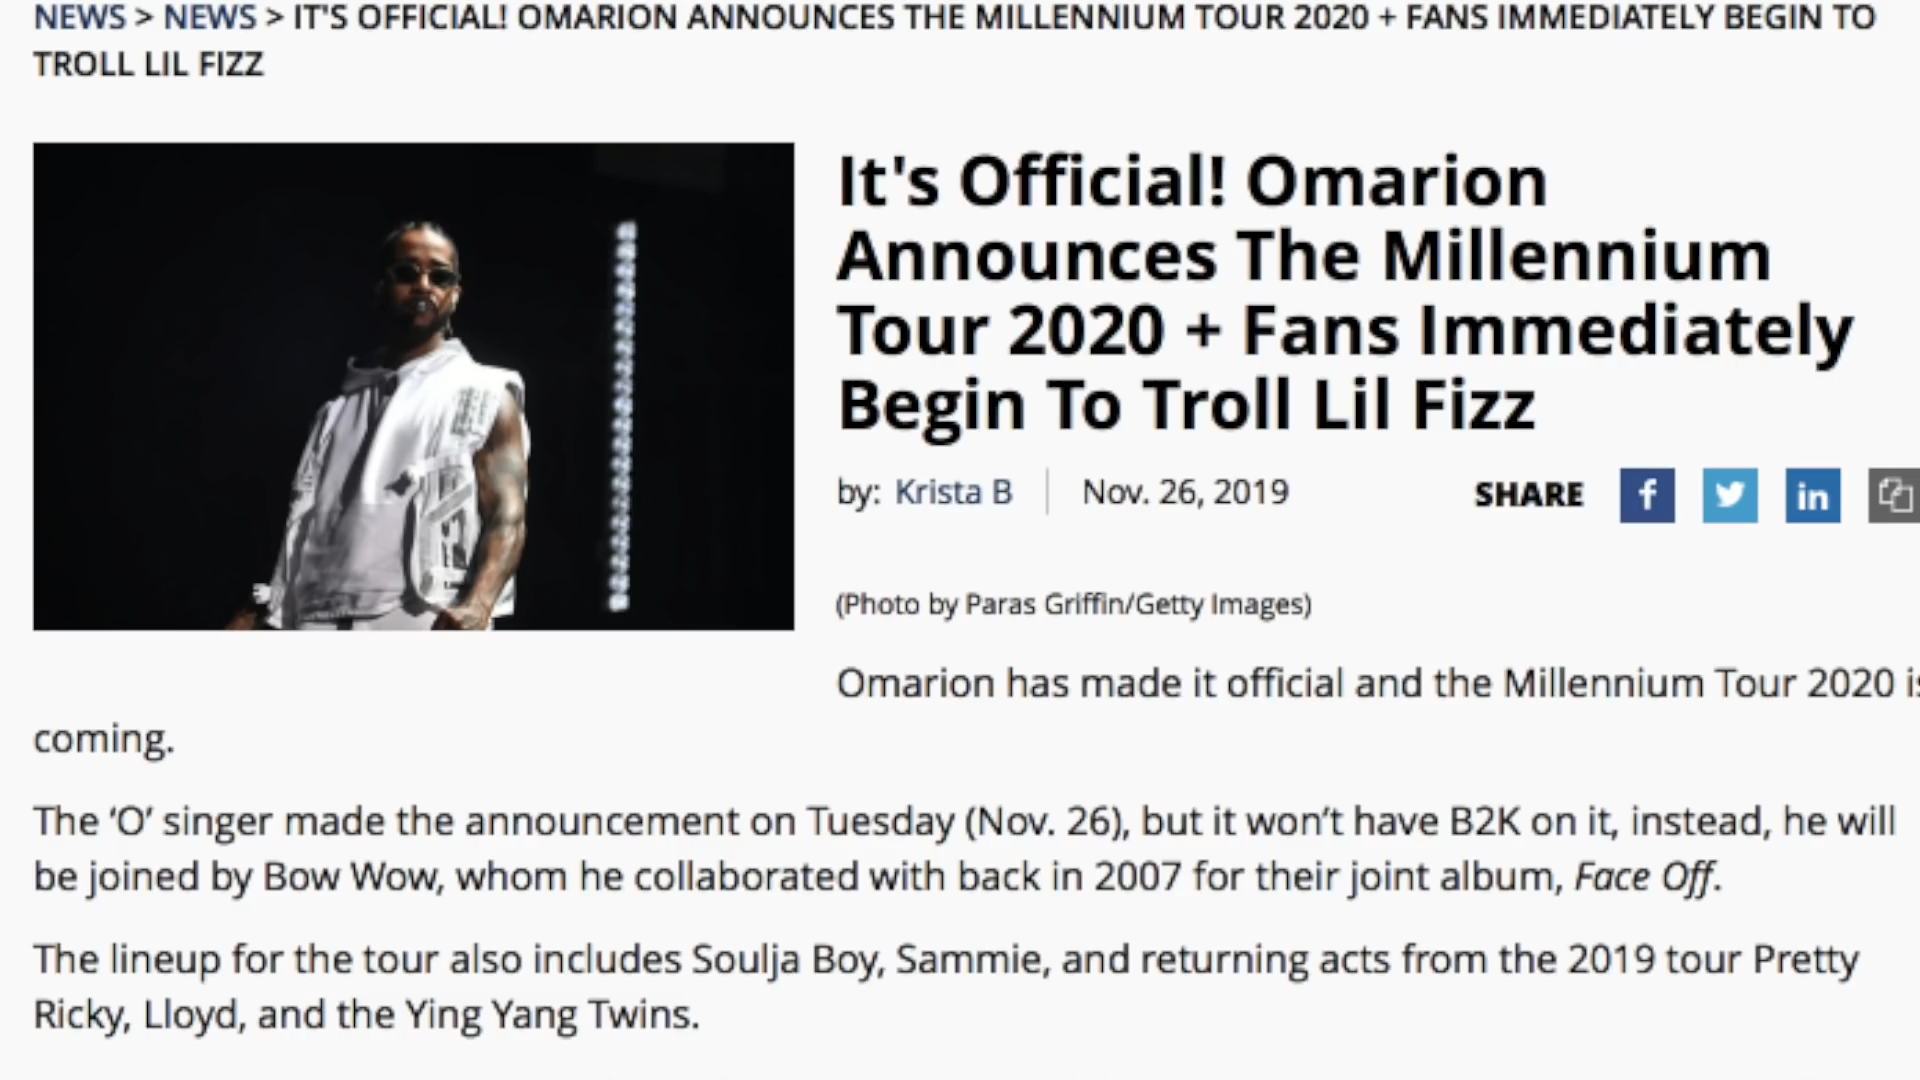 NEWS > NEWS > IT'S OFFICIAL! OMARION ANNOUNCES THE MILLENNIUM TOUR 2020 + FANS IMMEDIATELY BEGIN TO
TROLL LIL FIZZ
It's Official! Omarion
Announces The Millennium
Tour 2020 + Fans Immediately
Begin To Troll Lil Fizz
by: Krista B | Nov. 26, 2019 SHARE
(Photo by Paras Griffin/Getty Images)
Omarion has made it official and the Millennium Tour 2020 is
coming.
The ‘O’ singer made the announcement on Tuesday (Nov. 26), but it won’t have B2K on it, instead, he will
be joined by Bow Wow, whom he collaborated with back in 2007 for their joint album, Face Off.
The lineup for the tour also includes Soulja Boy, Sammie, and returning acts from the 2019 tour Pretty
Ricky, Lloyd, and the Ying Yang Twins.